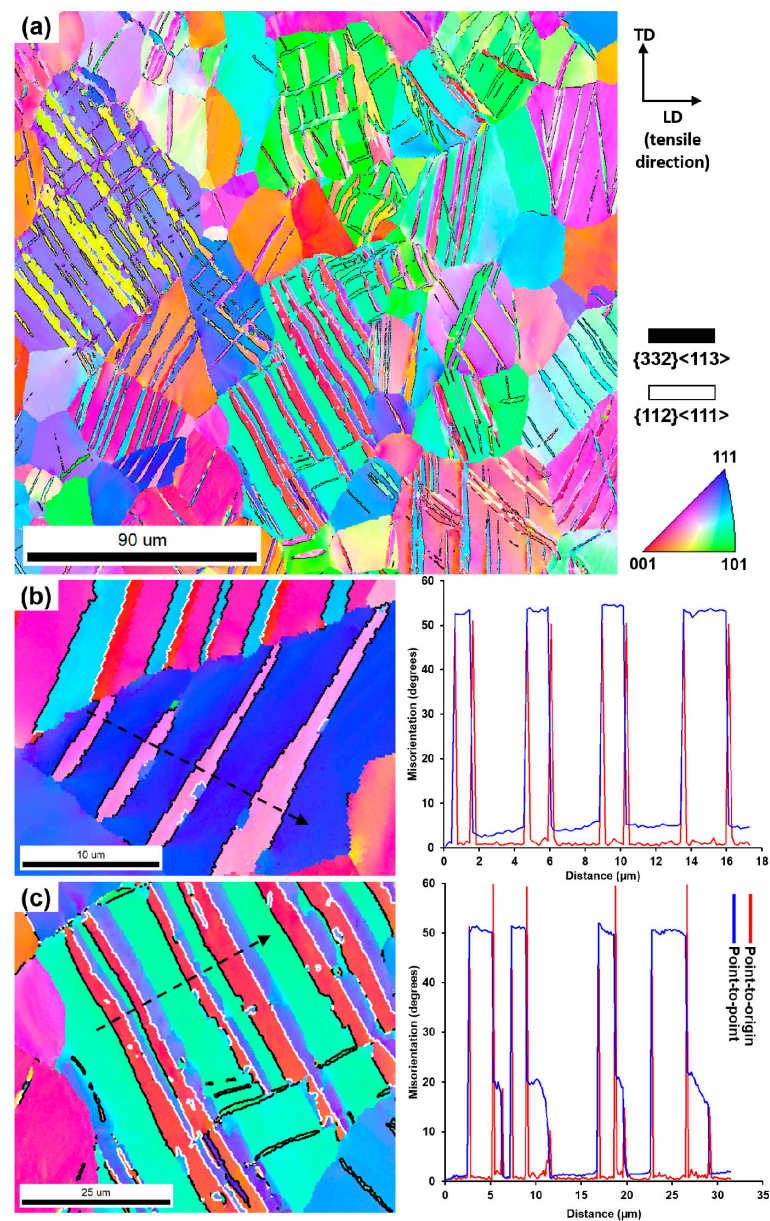 (a)
TD
LD
(tensile
direction)
{332}<113>
{112}<111>
111
001
101
90 um
(b)
10 um
60
50
40
30
20
10
0
0
2
4
6
8
10
12
14
16
18
Misorientation (degrees)
Distance (µm)
(c)
25 um
60
50
40
30
20
10
0
0
5
10
15
20
25
30
35
Misorientation (degrees)
Distance (µm)
Point-to-origin
Point-to-point